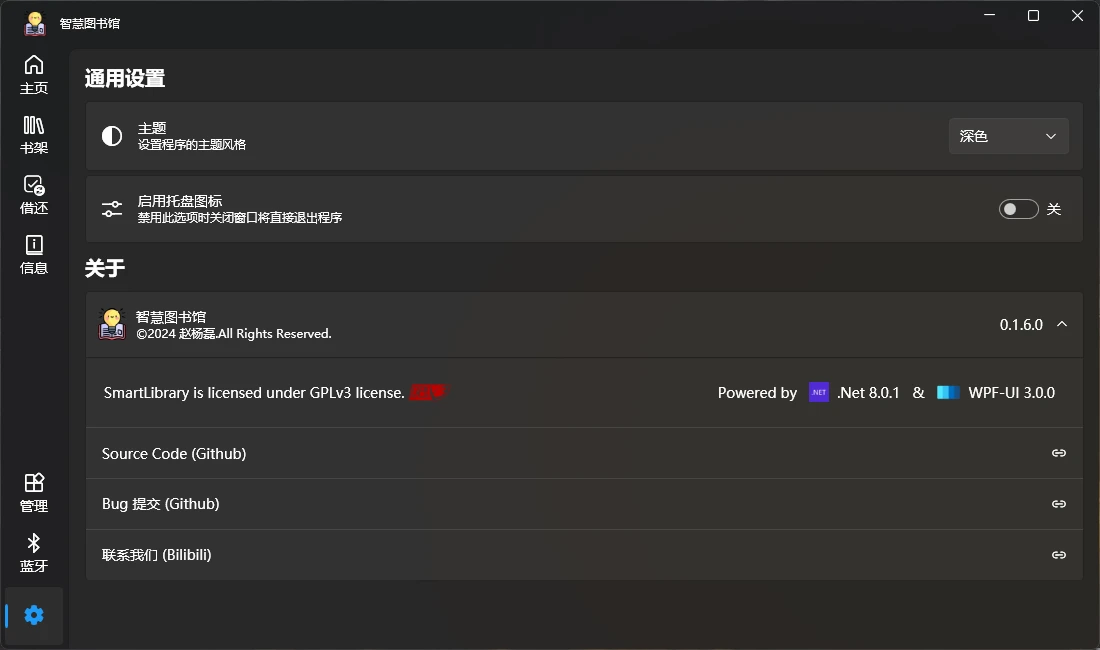 智慧图书馆
主页
书架
借还
信息
管理
蓝牙
通用设置
主题
设置程序的主题风格
深色
启用托盘图标
禁用此选项时关闭窗口将直接退出程序
关
关于
智慧图书馆
©2024 赵杨磊.All Rights Reserved.
0.1.6.0
SmartLibrary is licensed under GPLv3 license.
Powered by .NET .Net 8.0.1 & WPF-UI 3.0.0
Source Code (Github)
Bug 提交 (Github)
联系我们 (Bilibili)